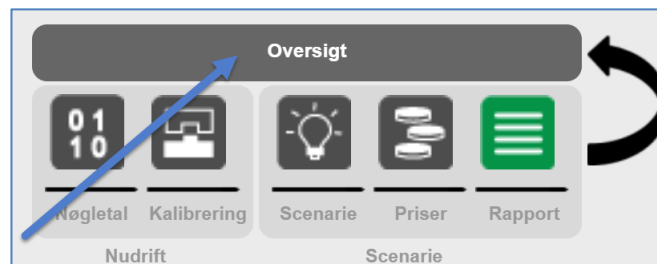 Oversigt
01
10
Nøgletal Kalibrering Scenarie Priser Rapport
Nudrift Scenarie